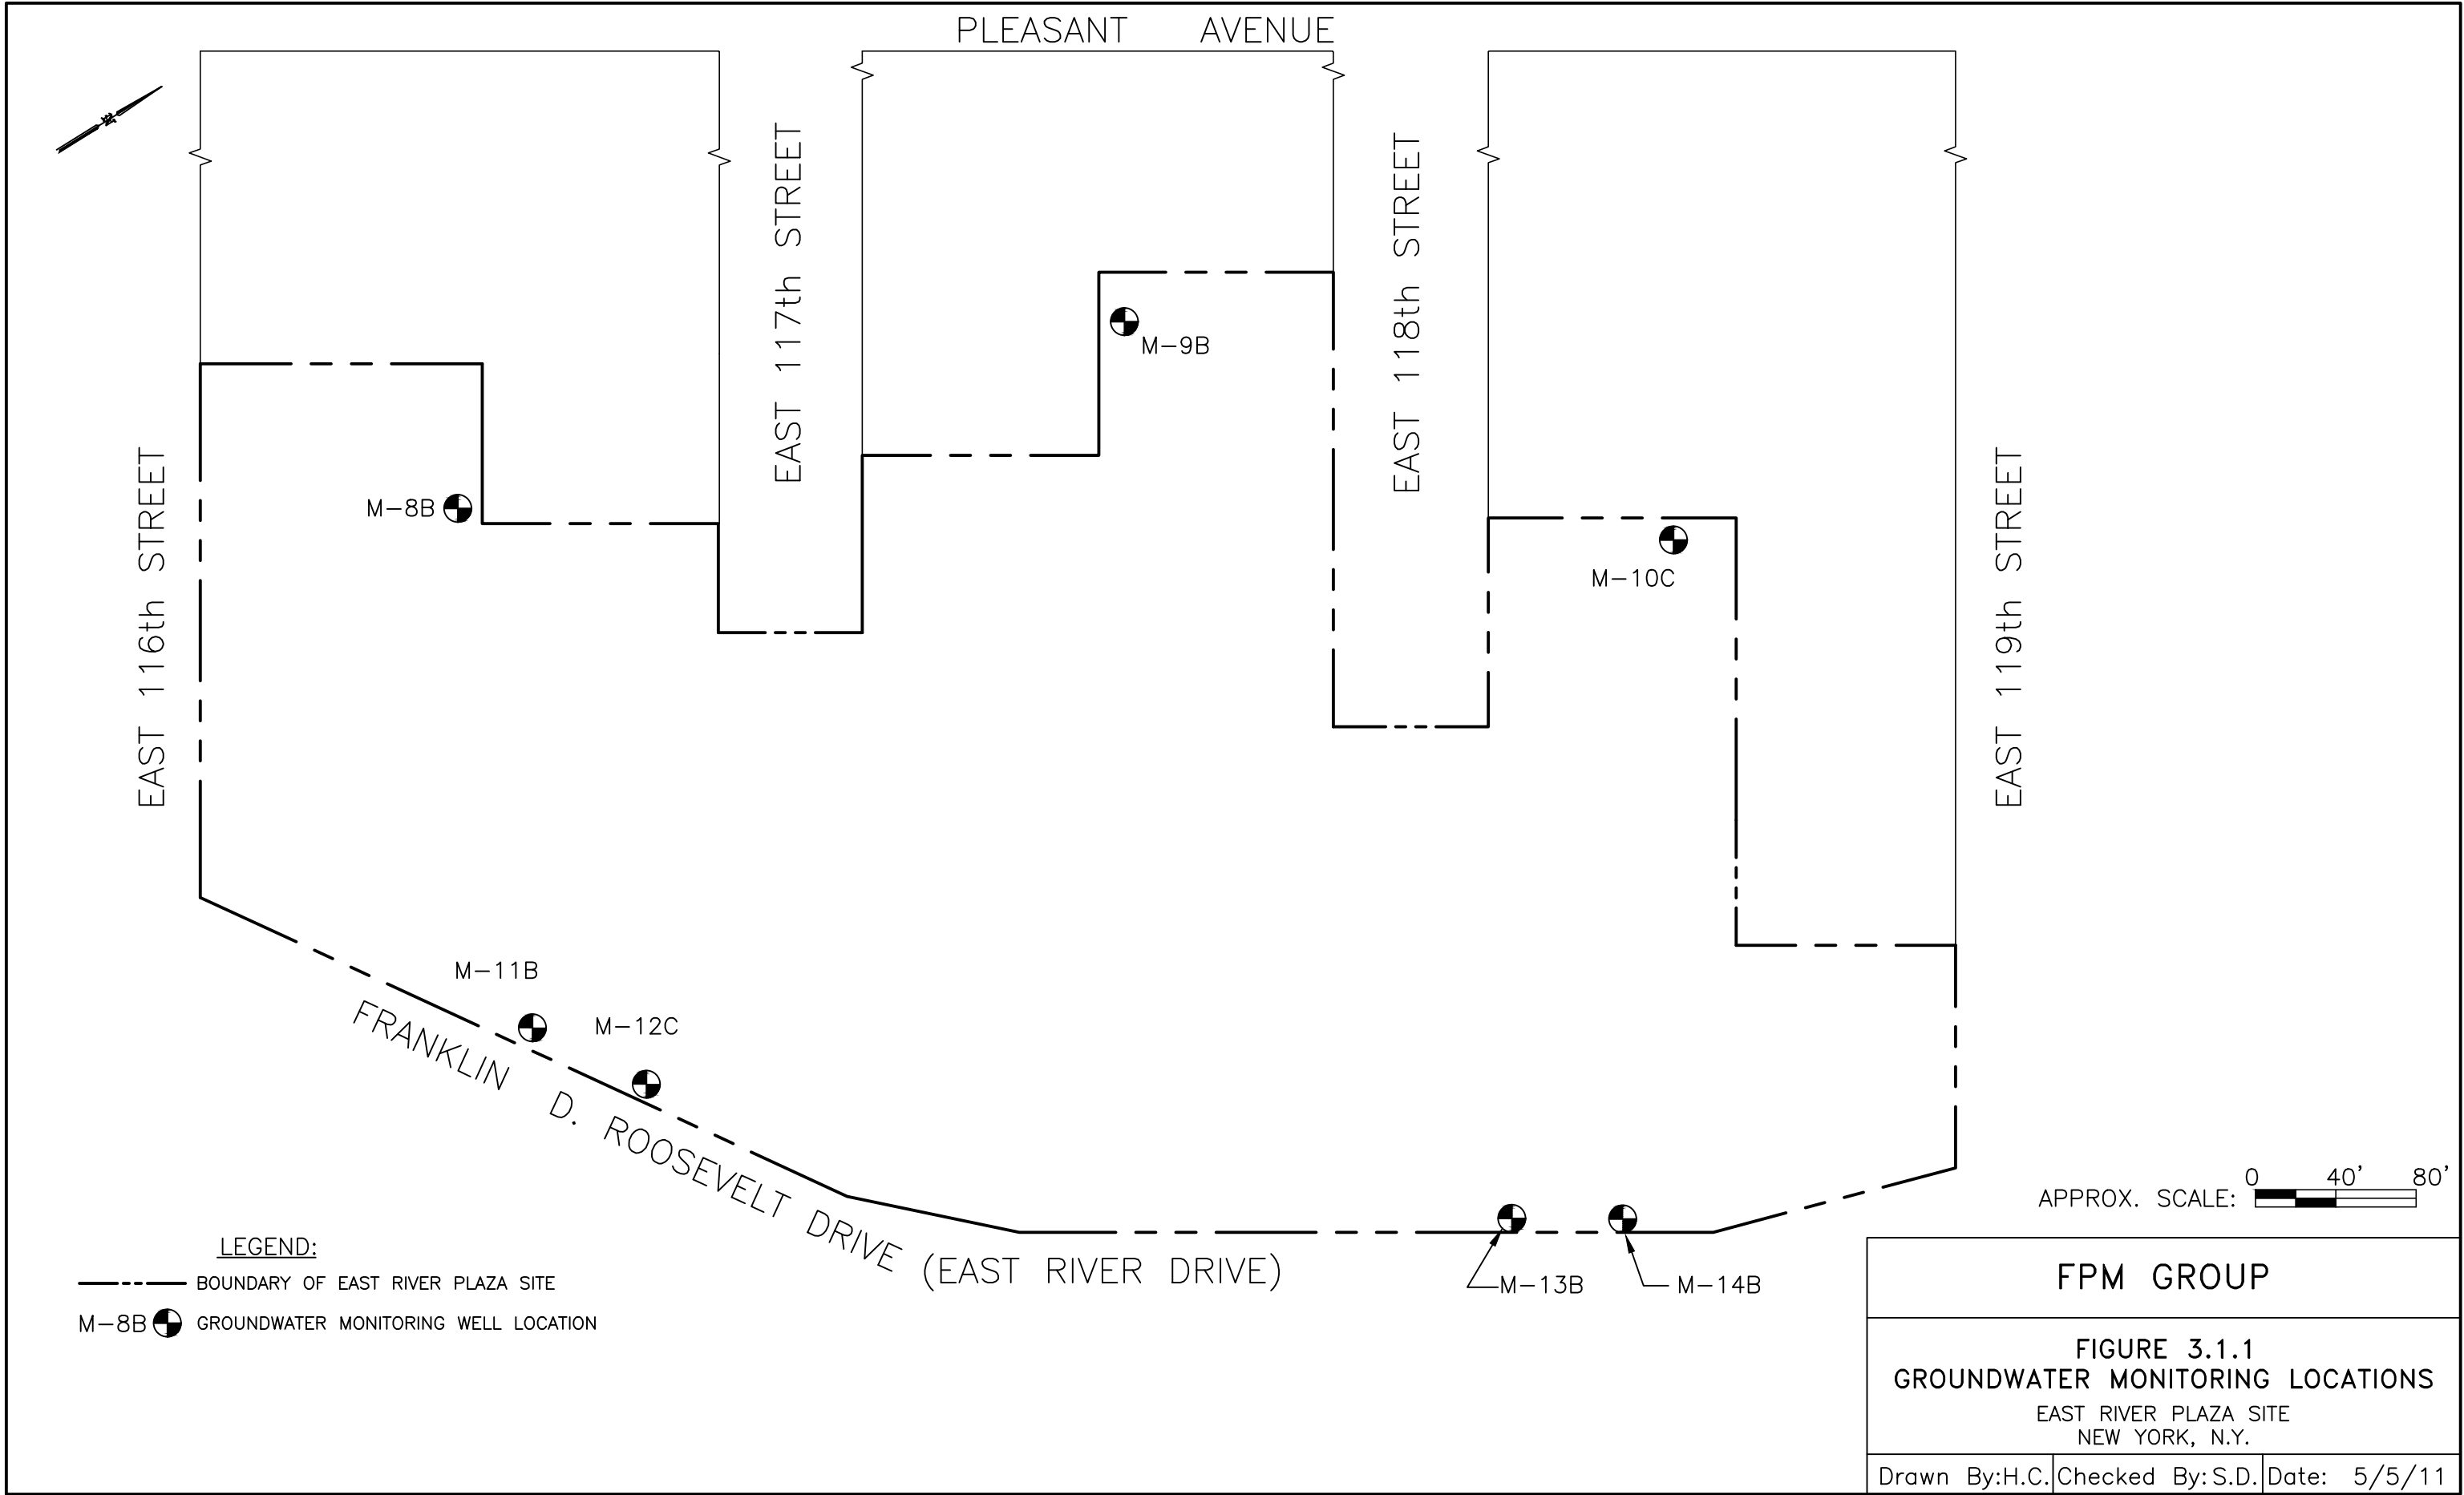 PLEASANT AVENUE
N
EAST 116th STREET
EAST 117th STREET
EAST 118th STREET
EAST 119th STREET
M-9B
M-8B
M-10C
M-11B
M-12C
FRANKLIN D. ROOSEVELT DRIVE (EAST RIVER DRIVE)
M-13B
M-14B
APPROX. SCALE: 0 40' 80'
LEGEND:
BOUNDARY OF EAST RIVER PLAZA SITE
M-8B GROUNDWATER MONITORING WELL LOCATION
FPM GROUP
FIGURE 3.1.1
GROUNDWATER MONITORING LOCATIONS
EAST RIVER PLAZA SITE
NEW YORK, N.Y.
Drawn By:H.C. Checked By:S.D. Date: 5/5/11